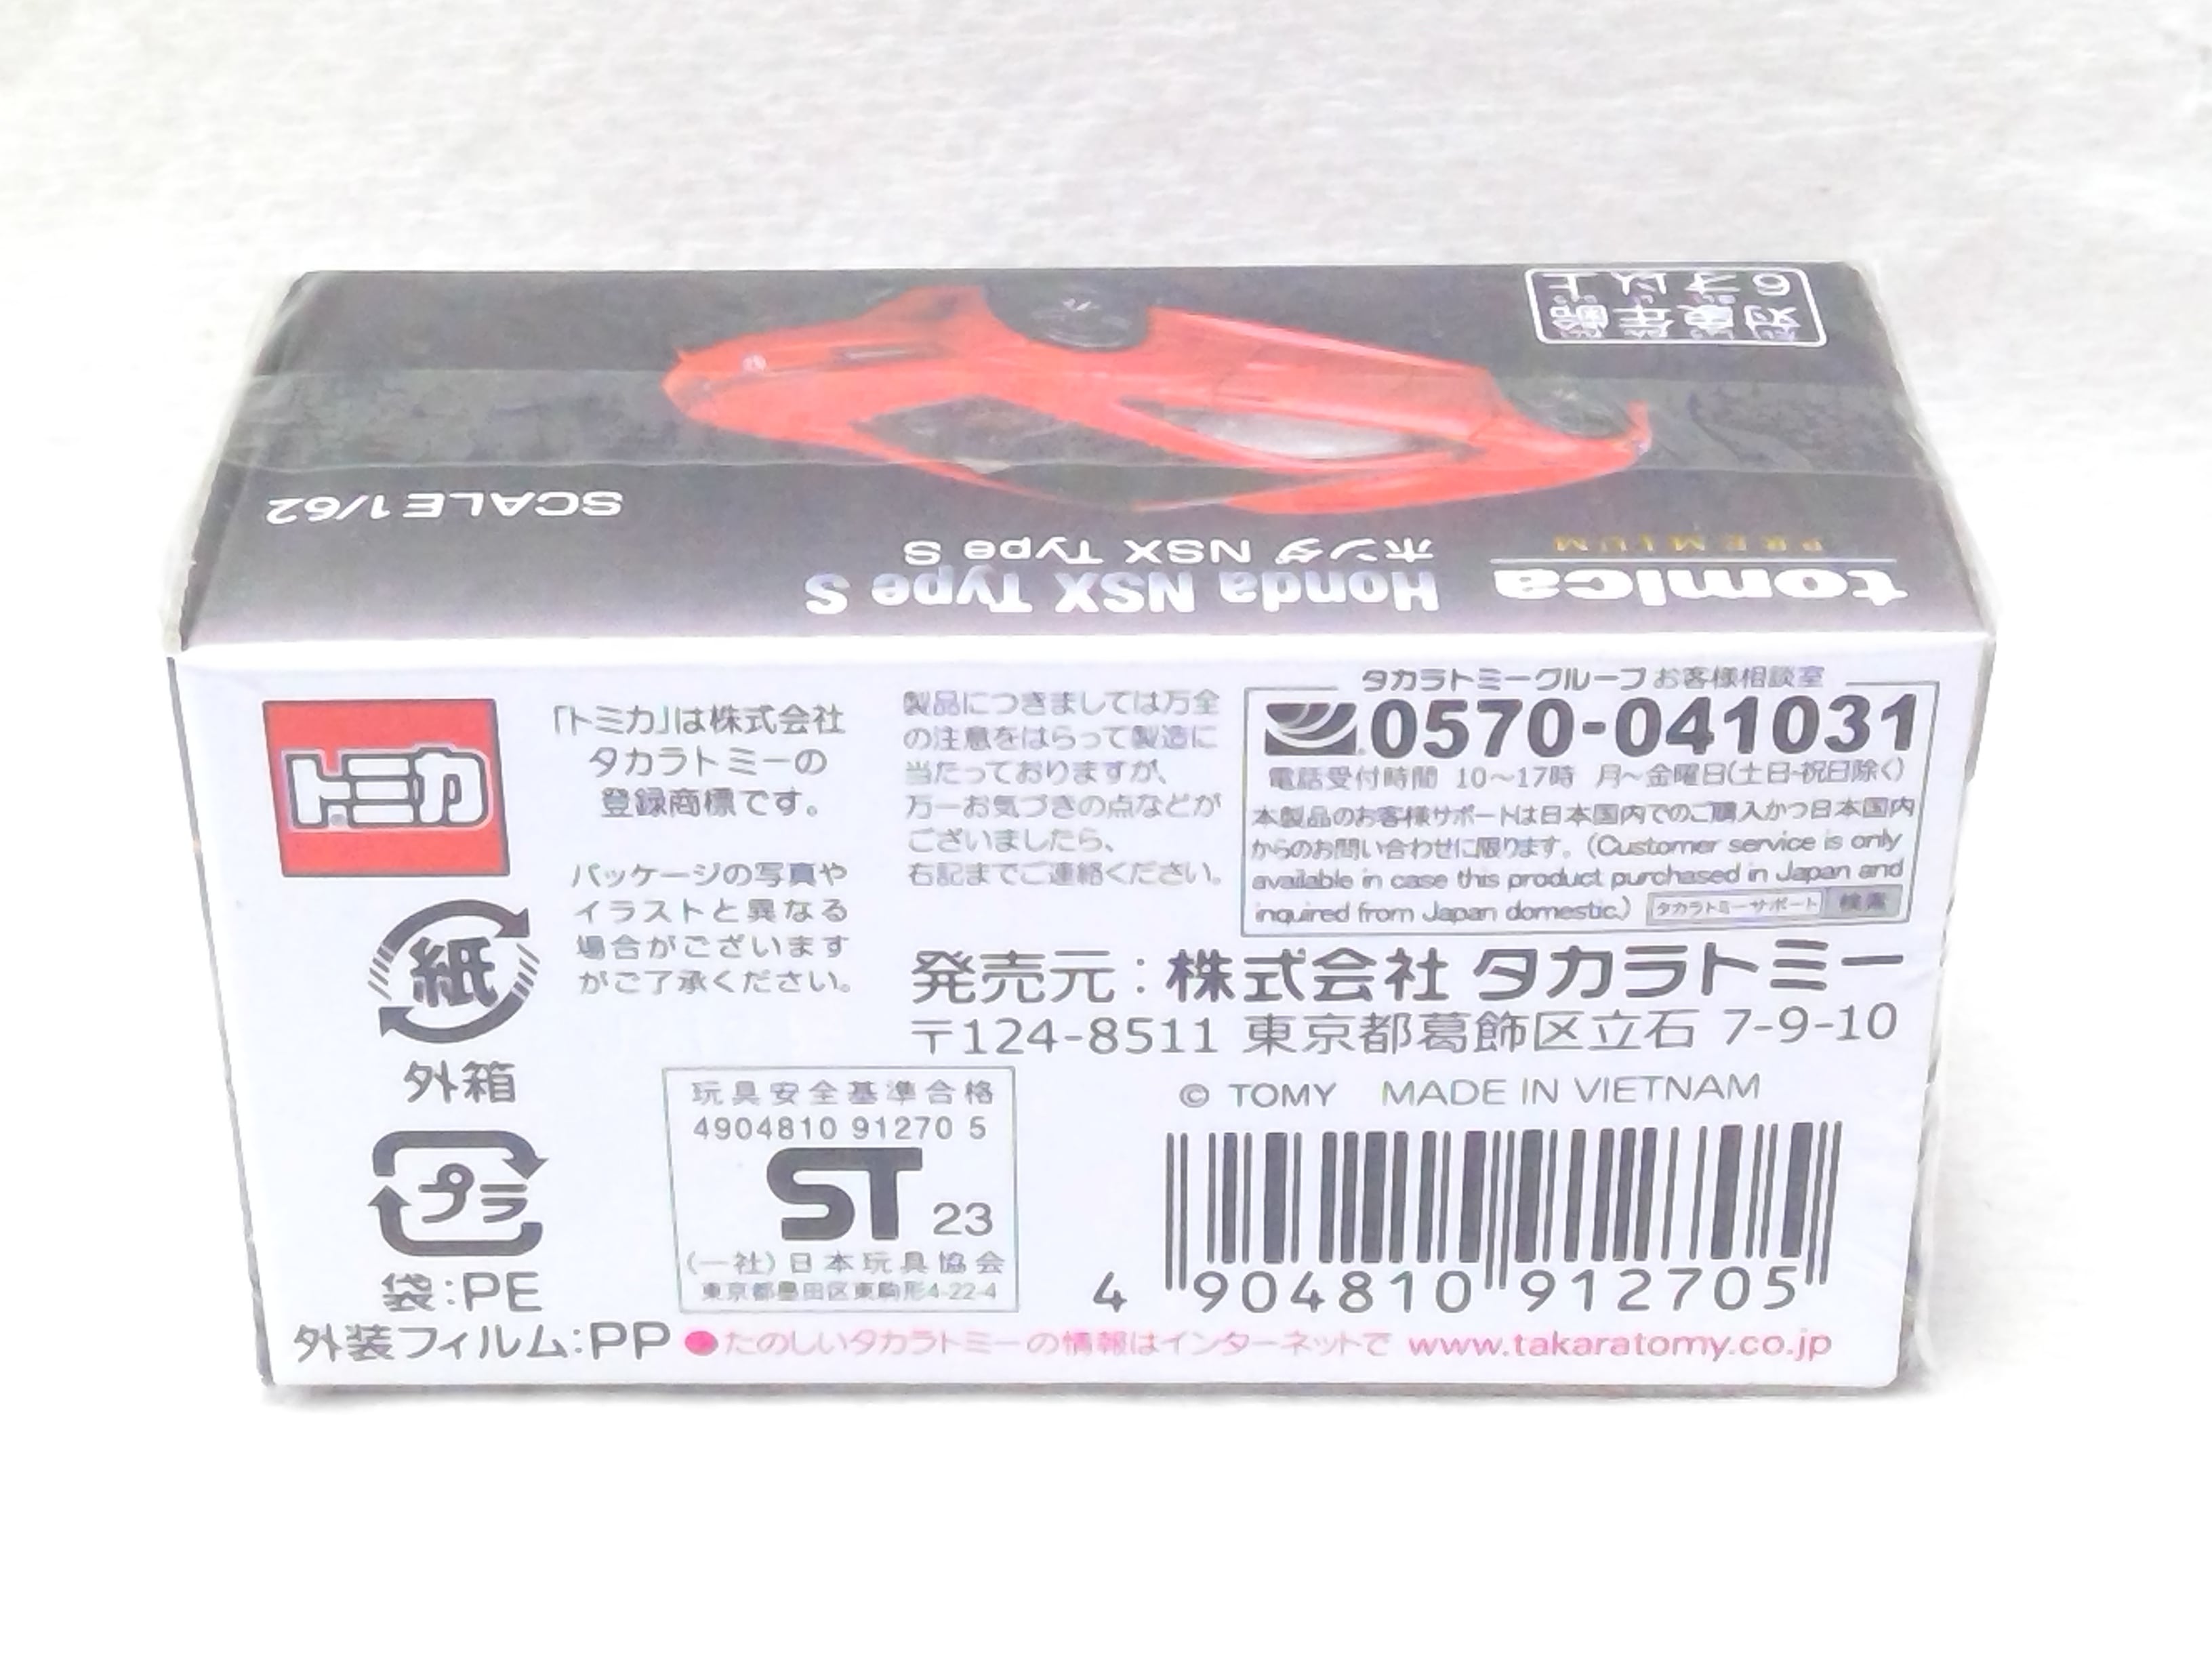 対象年齢
6才以上
SCALE 1/62
tomica
PREMIUM
Honda NSX Type S
ホンダ NSX Type S
トミカ
「トミカ」は株式会社
タカラトミーの
登録商標です。
パッケージの写真や
イラストと異なる
場合がございます
がご了承ください。
製品につきましては万全
の注意をはらって製造に
当たっておりますが、
万一お気づきの点などが
ございましたら、
右記までご連絡ください。
タカラトミーグループ お客様相談室
0570-041031
電話受付時間 10〜17時 月〜金曜日(土日・祝日除く)
本製品のお客様サポートは日本国内でのご購入かつ日本国内
からのお問い合わせに限ります。(Customer service is only
available in case this product purchased in Japan and
inquired from Japan domestic.) タカラトミーサポート 検索
発売元:株式会社 タカラトミー
〒124-8511 東京都葛飾区立石 7-9-10
© TOMY MADE IN VIETNAM
紙
外箱
プラ
袋:PE
外装フィルム:PP
玩具安全基準合格
4904810 91270 5
ST 23
(一社)日本玩具協会
東京都墨田区東駒形4-22-4
4 904810 912705
●たのしいタカラトミーの情報はインターネットで www.takaratomy.co.jp